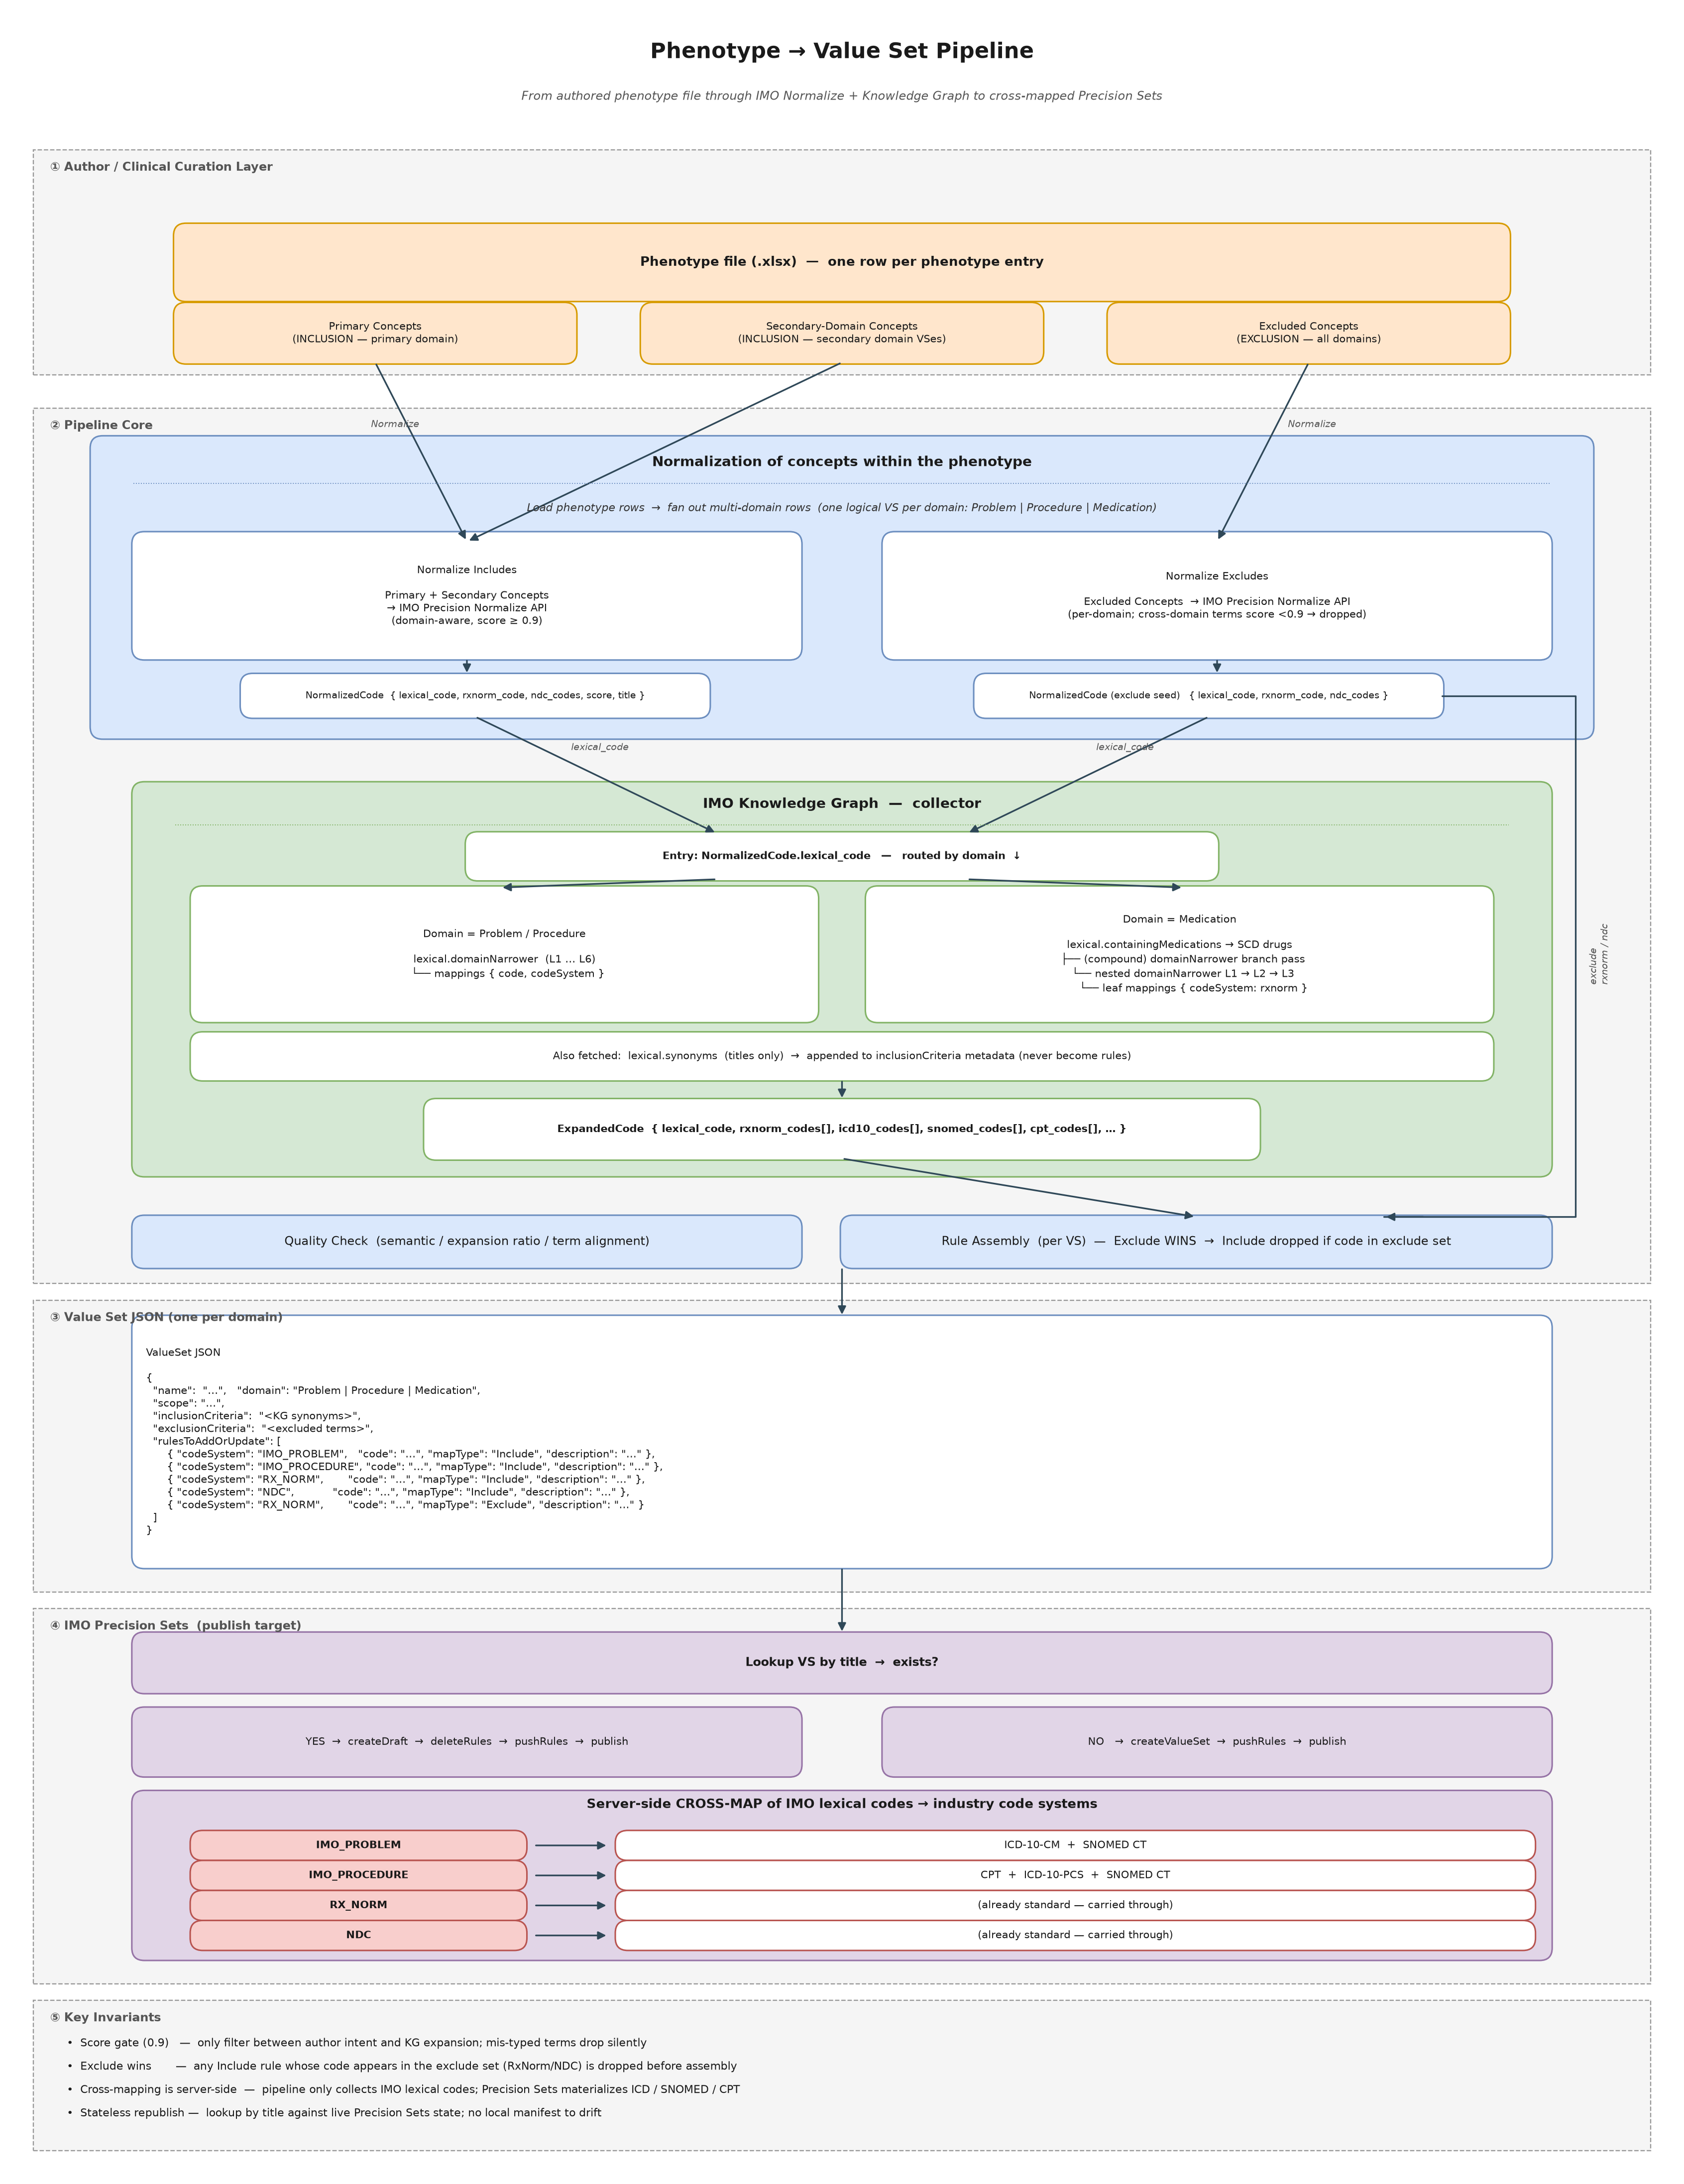 Phenotype → Value Set Pipeline
From authored phenotype file through IMO Normalize + Knowledge Graph to cross-mapped Precision Sets
① Author / Clinical Curation Layer
Phenotype file (.xlsx) — one row per phenotype entry
Primary Concepts
(INCLUSION — primary domain)
Secondary-Domain Concepts
(INCLUSION — secondary domain VSes)
Excluded Concepts
(EXCLUSION — all domains)
② Pipeline Core
Normalize
Normalize
Normalization of concepts within the phenotype
Load phenotype rows → fan out multi-domain rows (one logical VS per domain: Problem | Procedure | Medication)
Normalize Includes
Primary + Secondary Concepts
→ IMO Precision Normalize API
(domain-aware, score ≥ 0.9)
Normalize Excludes
Excluded Concepts → IMO Precision Normalize API
(per-domain; cross-domain terms score <0.9 → dropped)
NormalizedCode { lexical_code, rxnorm_code, ndc_codes, score, title }
NormalizedCode (exclude seed) { lexical_code, rxnorm_code, ndc_codes }
lexical_code
lexical_code
IMO Knowledge Graph — collector
Entry: NormalizedCode.lexical_code — routed by domain ↓
Domain = Problem / Procedure
lexical.domainNarrower (L1 … L6)
└── mappings { code, codeSystem }
Domain = Medication
lexical.containingMedications → SCD drugs
├── (compound) domainNarrower branch pass
└── nested domainNarrower L1 → L2 → L3
└── leaf mappings { codeSystem: rxnorm }
exclude
rxnorm / ndc
Also fetched: lexical.synonyms (titles only) → appended to inclusionCriteria metadata (never become rules)
ExpandedCode { lexical_code, rxnorm_codes[], icd10_codes[], snomed_codes[], cpt_codes[], … }
Quality Check (semantic / expansion ratio / term alignment)
Rule Assembly (per VS) — Exclude WINS → Include dropped if code in exclude set
③ Value Set JSON (one per domain)
ValueSet JSON
{
"name": "…", "domain": "Problem | Procedure | Medication",
"scope": "…",
"inclusionCriteria": "<KG synonyms>",
"exclusionCriteria": "<excluded terms>",
"rulesToAddOrUpdate": [
{ "codeSystem": "IMO_PROBLEM", "code": "…", "mapType": "Include", "description": "…" },
{ "codeSystem": "IMO_PROCEDURE", "code": "…", "mapType": "Include", "description": "…" },
{ "codeSystem": "RX_NORM", "code": "…", "mapType": "Include", "description": "…" },
{ "codeSystem": "NDC", "code": "…", "mapType": "Include", "description": "…" },
{ "codeSystem": "RX_NORM", "code": "…", "mapType": "Exclude", "description": "…" }
]
}
④ IMO Precision Sets (publish target)
Lookup VS by title → exists?
YES → createDraft → deleteRules → pushRules → publish
NO → createValueSet → pushRules → publish
Server-side CROSS-MAP of IMO lexical codes → industry code systems
IMO_PROBLEM
ICD-10-CM + SNOMED CT
IMO_PROCEDURE
CPT + ICD-10-PCS + SNOMED CT
RX_NORM
(already standard — carried through)
NDC
(already standard — carried through)
⑤ Key Invariants
• Score gate (0.9) — only filter between author intent and KG expansion; mis-typed terms drop silently
• Exclude wins — any Include rule whose code appears in the exclude set (RxNorm/NDC) is dropped before assembly
• Cross-mapping is server-side — pipeline only collects IMO lexical codes; Precision Sets materializes ICD / SNOMED / CPT
• Stateless republish — lookup by title against live Precision Sets state; no local manifest to drift